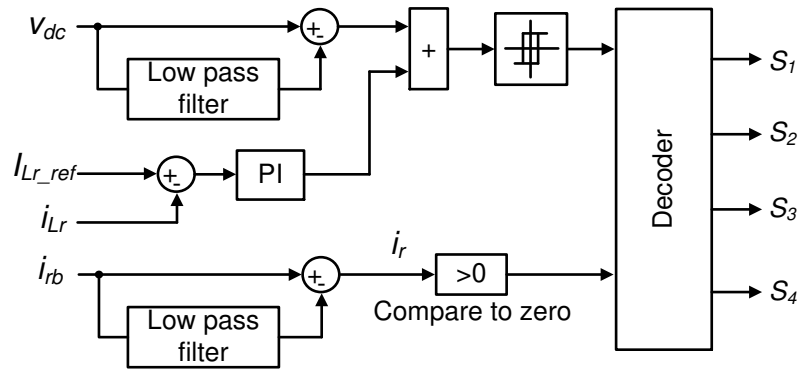 v_dc
+
-
Low pass
filter
+
I_Lr_ref
+
-
PI
i_Lr
i_rb
+
-
i_r
>0
Compare to zero
Low pass
filter
Decoder
S_1
S_2
S_3
S_4